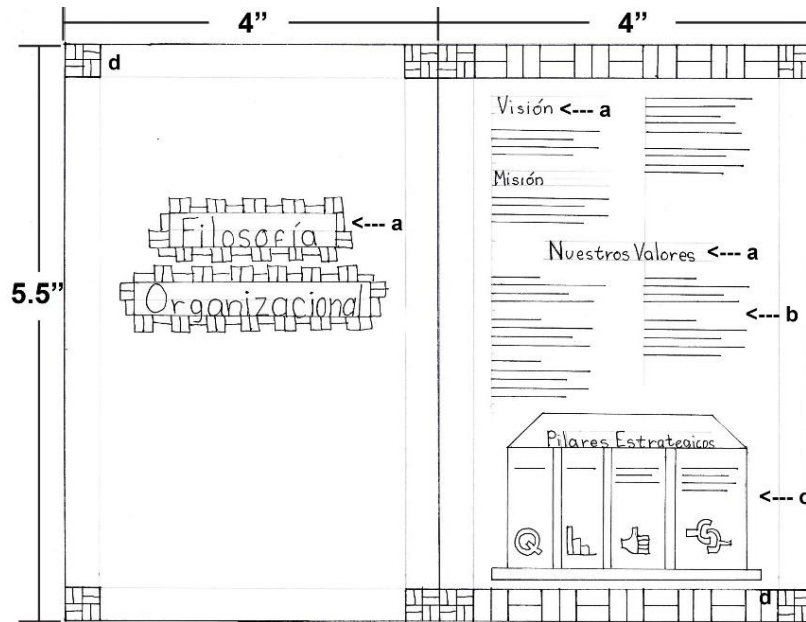 4” 4”
d
5.5”
Filosofía <--- a
Organizacional
Visión <--- a
Misión
Nuestros Valores <--- a
<--- b
Pilares Estrategicos
<--- c
Q
d